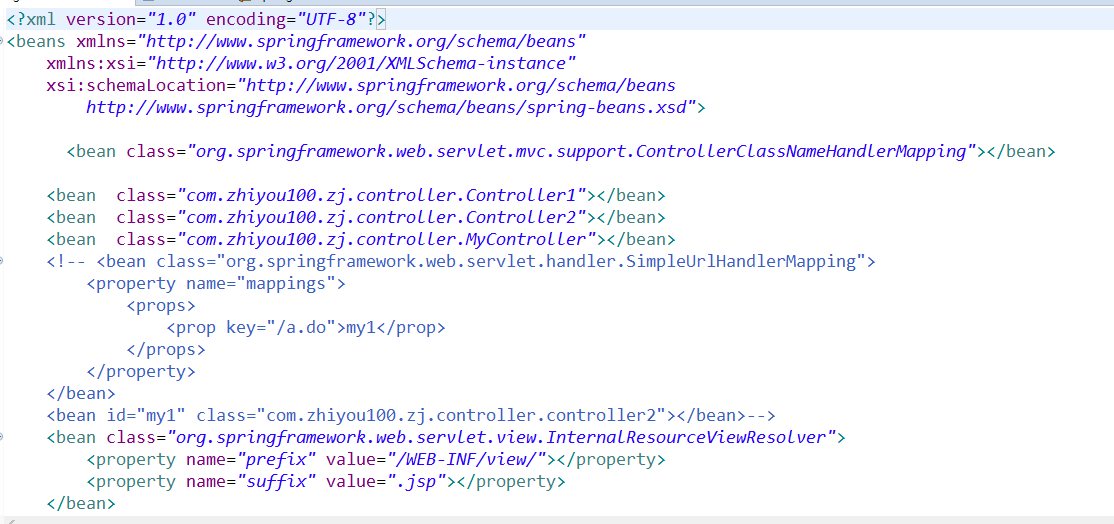 <?xml version="1.0" encoding="UTF-8"?>
<beans xmlns="http://www.springframework.org/schema/beans"
    xmlns:xsi="http://www.w3.org/2001/XMLSchema-instance"
    xsi:schemaLocation="http://www.springframework.org/schema/beans
        http://www.springframework.org/schema/beans/spring-beans.xsd">
      <bean class="org.springframework.web.servlet.mvc.support.ControllerClassNameHandlerMapping"></bean>
    <bean  class="com.zhiyou100.zj.controller.Controller1"></bean>
    <bean  class="com.zhiyou100.zj.controller.Controller2"></bean>
    <bean  class="com.zhiyou100.zj.controller.MyController"></bean>
    <!-- <bean class="org.springframework.web.servlet.handler.SimpleUrlHandlerMapping">
        <property name="mappings">
            <props>
                <prop key="/a.do">my1</prop>
            </props>
        </property>
    </bean>
    <bean id="my1" class="com.zhiyou100.zj.controller.controller2"></bean>-->
    <bean class="org.springframework.web.servlet.view.InternalResourceViewResolver">
        <property name="prefix" value="/WEB-INF/view/"></property>
        <property name="suffix" value=".jsp"></property>
    </bean>